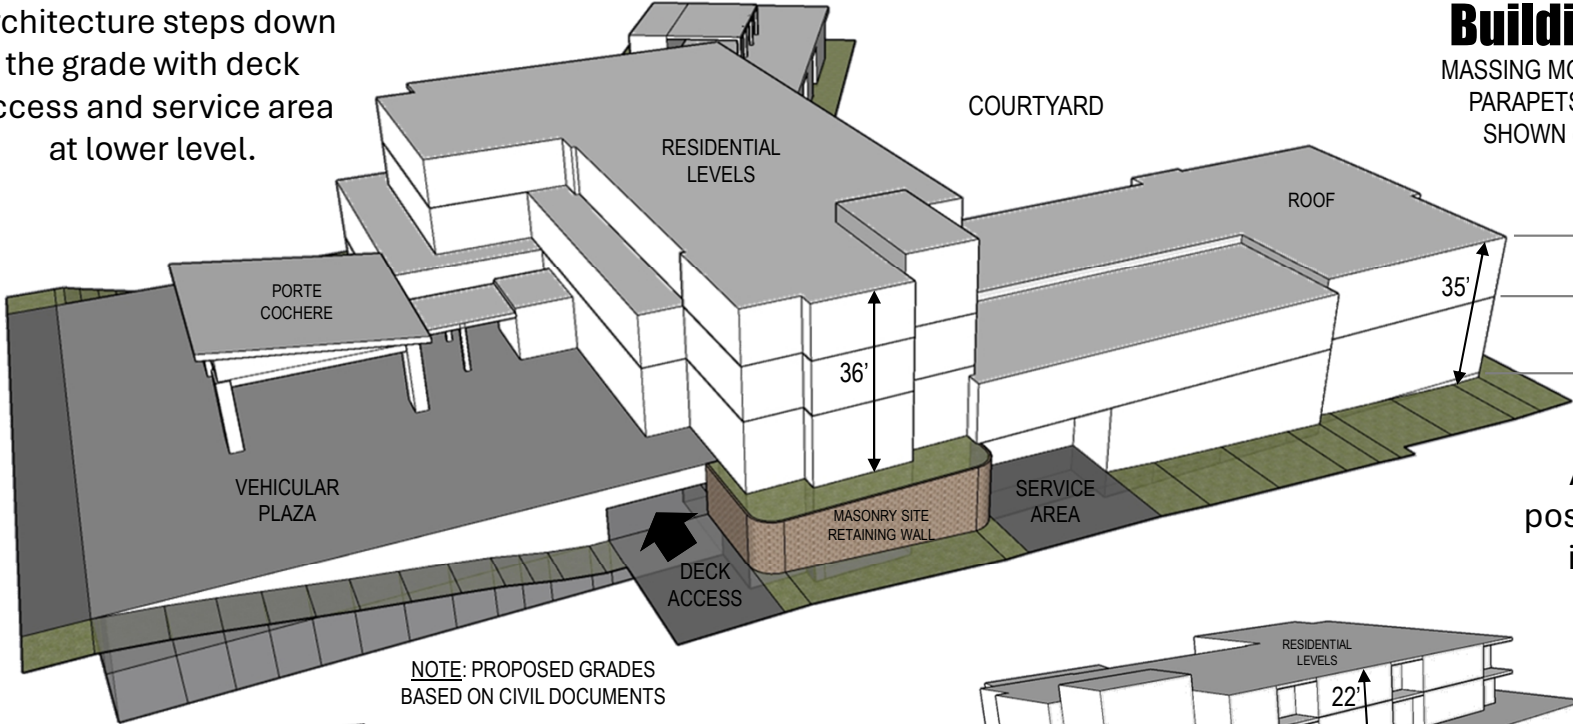 chitecture steps down
the grade with deck
ccess and service area
at lower level.
Buildi
MASSING MO
PARAPETS
SHOWN
COURTYARD
RESIDENTIAL
LEVELS
ROOF
PORTE
COCHERE
35'
36'
VEHICULAR
PLAZA
MASONRY SITE
RETAINING WALL
SERVICE
AREA
DECK
ACCESS
pos
i
NOTE: PROPOSED GRADES
BASED ON CIVIL DOCUMENTS
RESIDENTIAL
LEVELS
22'